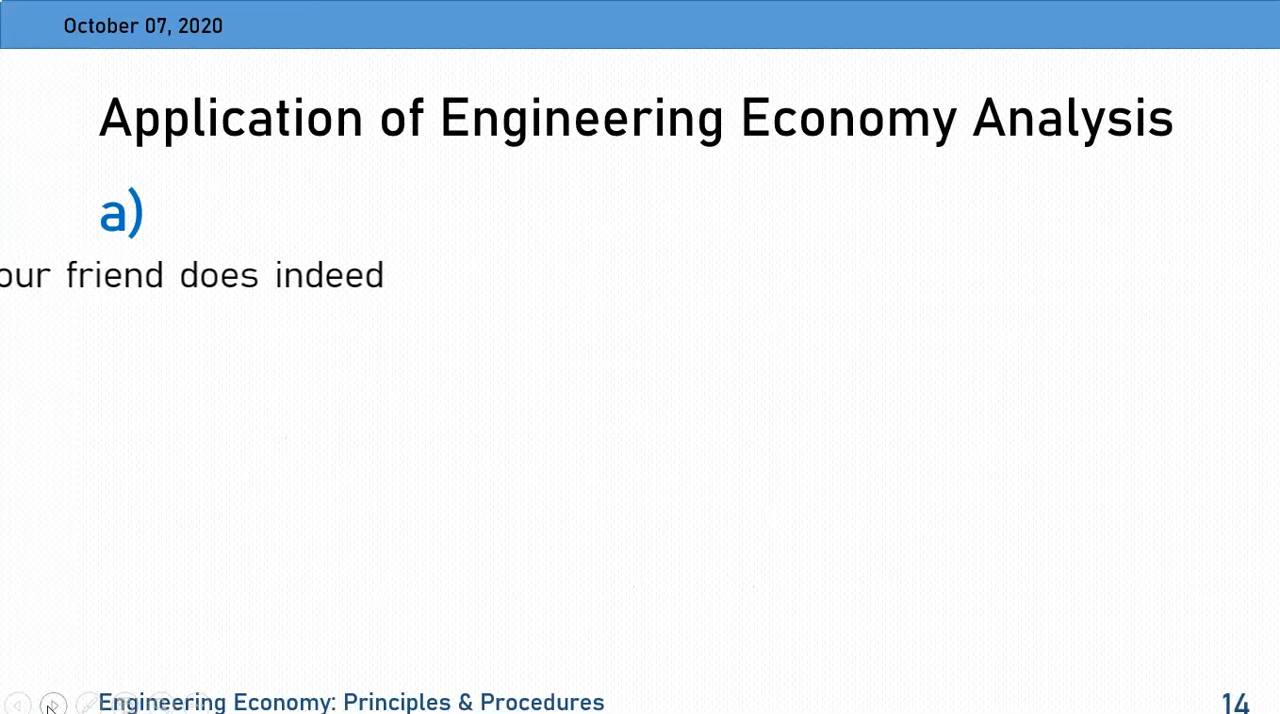 October 07, 2020
Application of Engineering Economy Analysis
a)
our friend does indeed
Engineering Economy: Principles & Procedures
14